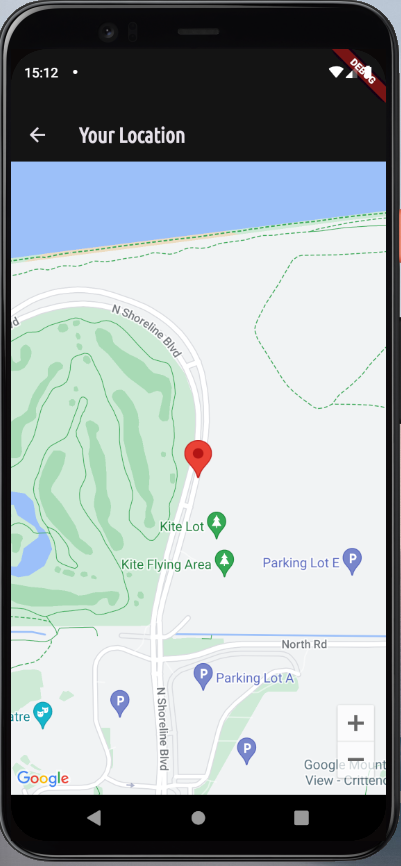 15:12
DEBUG
Your Location
N Shoreline Blvd
Kite Lot
Kite Flying Area
Parking Lot E
P
North Rd
P
Parking Lot A
P
N Shoreline Blvd
atre
P
+
−
Google
Google Mount
View - Crittenc